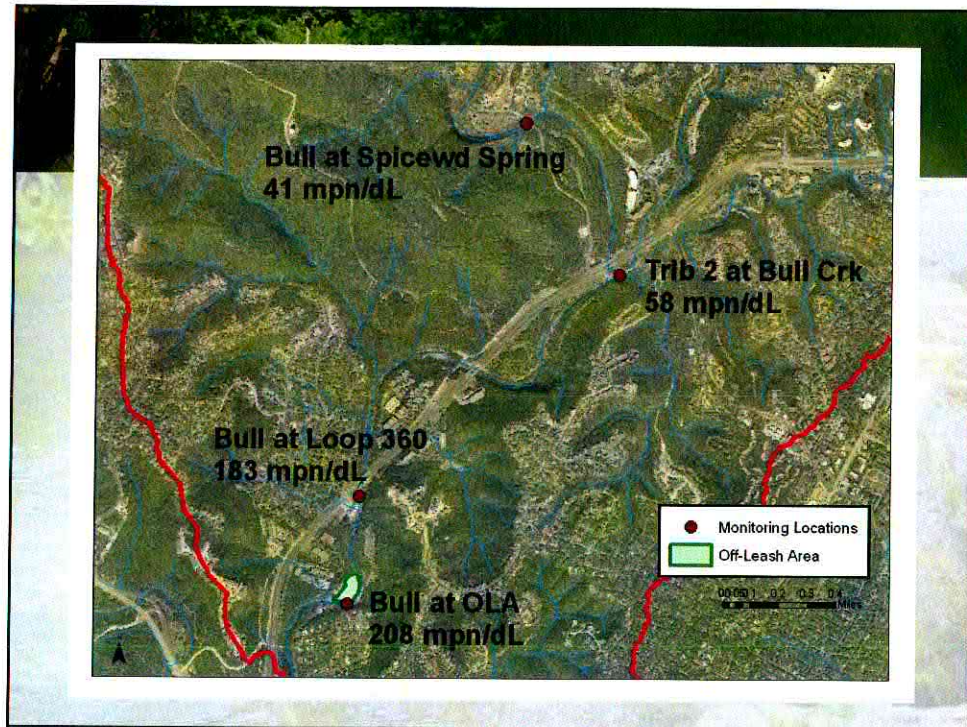 Bull at Spicewd Spring
41 mpn/dL
Trib 2 at Bull Crk
58 mpn/dL
Bull at Loop 360
183 mpn/dL
Monitoring Locations
Off-Leash Area
Miles
Bull at OLA
208 mpn/dL